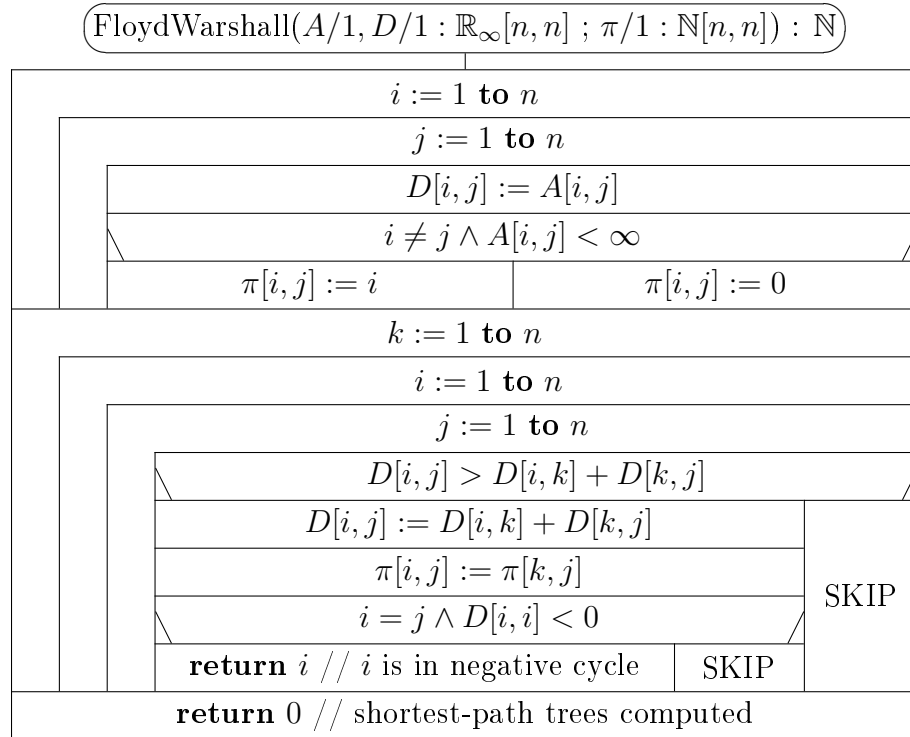 FloydWarshall(A/1, D/1 : ℝ∞[n, n] ; π/1 : ℕ[n, n]) : ℕ
i := 1 to n
j := 1 to n
D[i, j] := A[i, j]
i ≠ j ∧ A[i, j] < ∞
π[i, j] := i π[i, j] := 0
k := 1 to n
i := 1 to n
j := 1 to n
D[i, j] > D[i, k] + D[k, j]
D[i, j] := D[i, k] + D[k, j]
π[i, j] := π[k, j]
SKIP
i = j ∧ D[i, i] < 0
return i // i is in negative cycle SKIP
return 0 // shortest-path trees computed